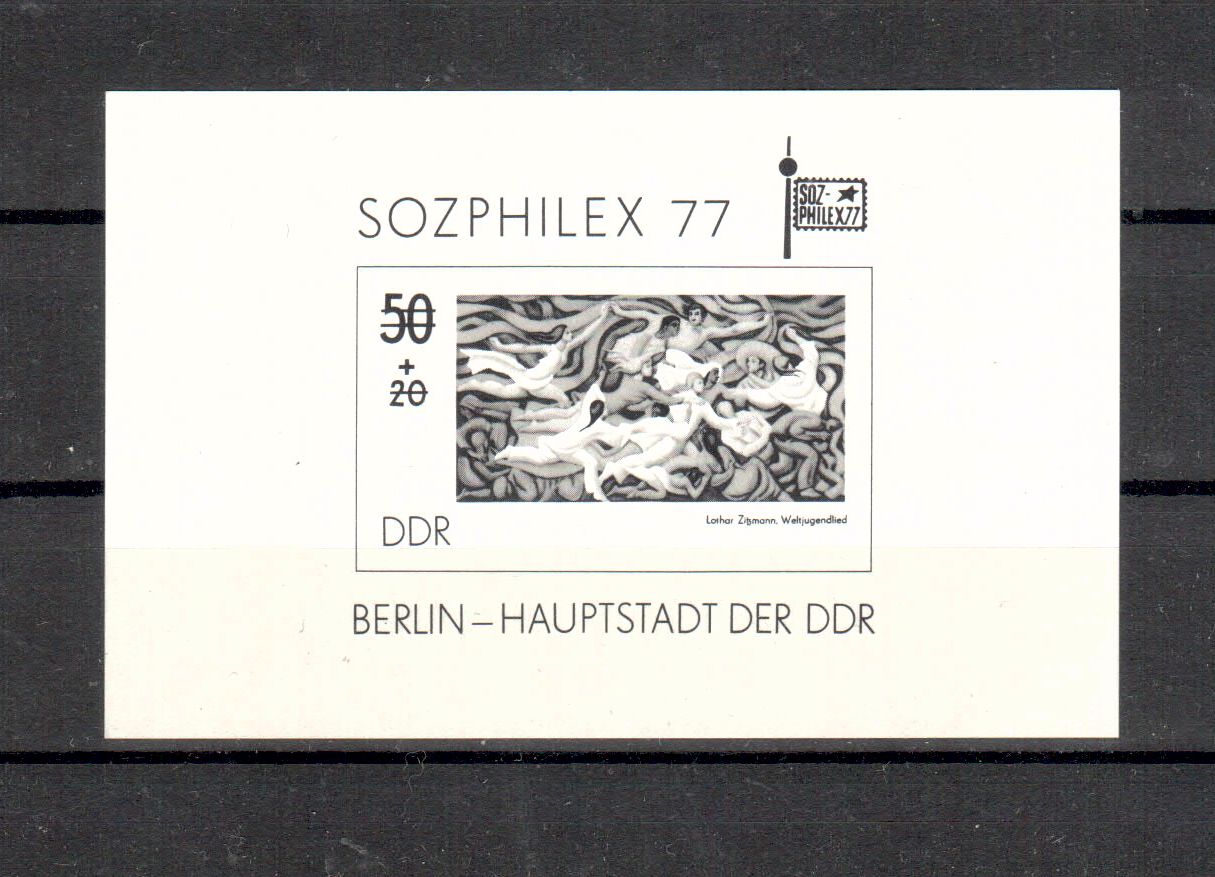 SOZPHILEX 77
SOZ-
PHILEX77
50
+
20
DDR
Lothar Zitzmann, Weltjugendlied
BERLIN – HAUPTSTADT DER DDR